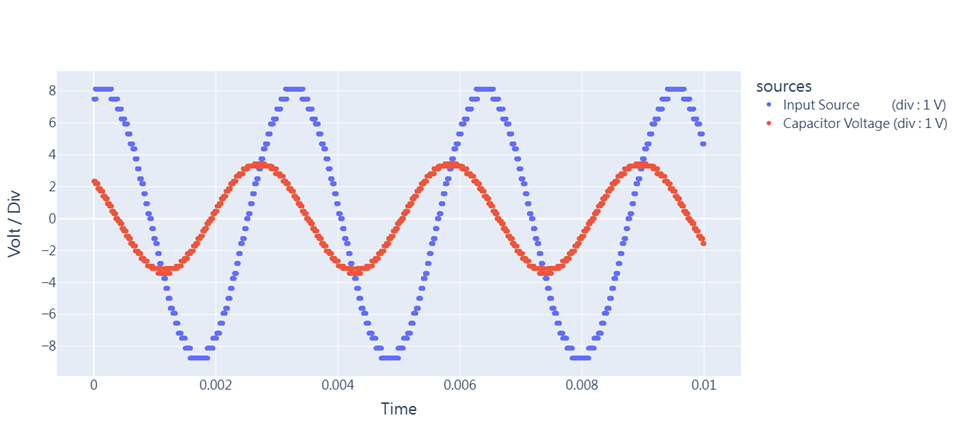 sources
Input Source (div : 1 V)
Capacitor Voltage (div : 1 V)
Volt / Div
8
6
4
2
0
−2
−4
−6
−8
0 0.002 0.004 0.006 0.008 0.01
Time